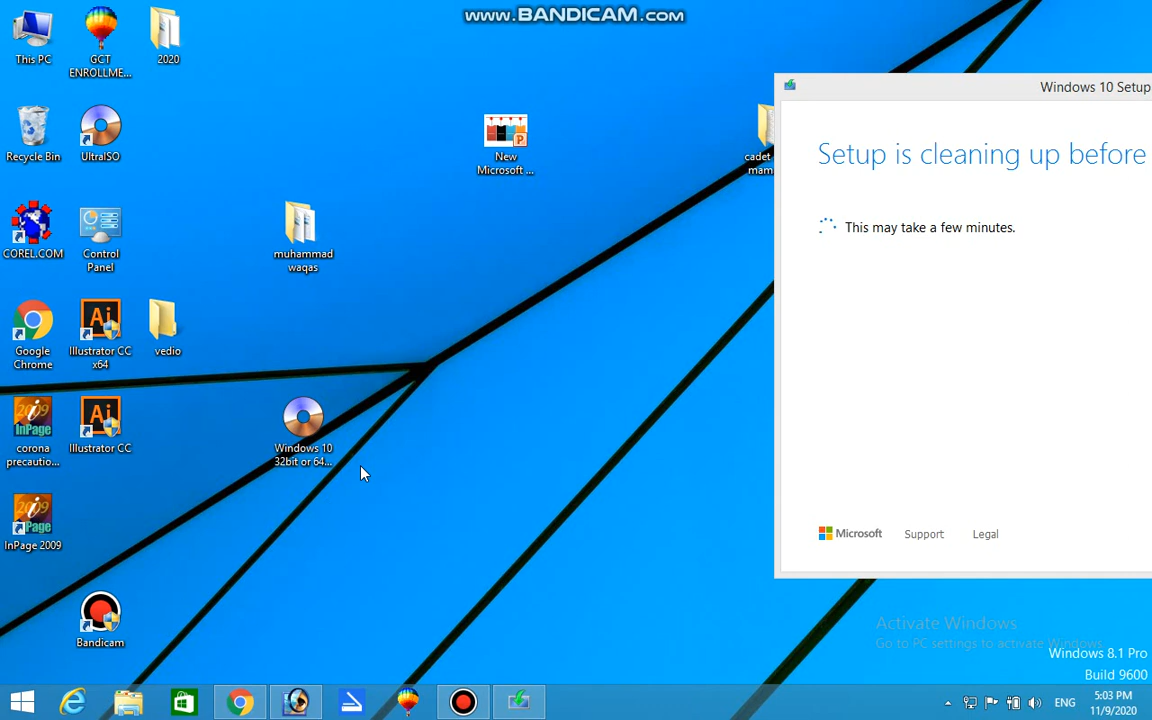 www.BANDICAM.com
This PC
GCT
ENROLLME...
2020
Windows 10 Setup
Recycle Bin
UltraISO
New
Microsoft ...
cadet
mam
Setup is cleaning up before
This may take a few minutes.
COREL.COM
Control
Panel
muhammad
waqas
Google
Chrome
Illustrator CC
x64
vedio
corona
precautio...
Illustrator CC
Windows 10
32bit or 64...
InPage 2009
Microsoft
Support
Legal
Bandicam
Activate Windows
Go to PC settings to activate Windows.
Windows 8.1 Pro
Build 9600
ENG
5:03 PM
11/9/2020